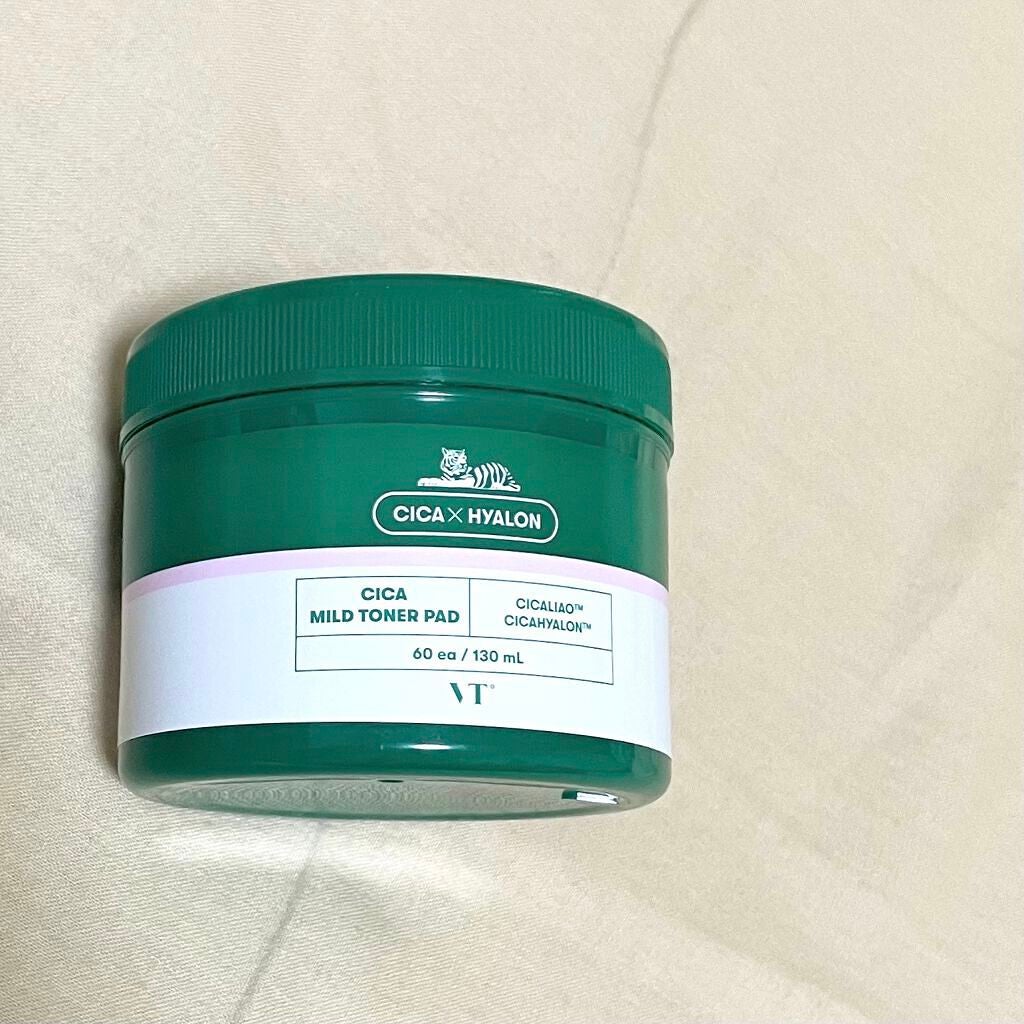 CICA×HYALON
CICA
MILD TONER PAD
CICALIAO™
CICAHYALON™
60 ea / 130 mL
VT®